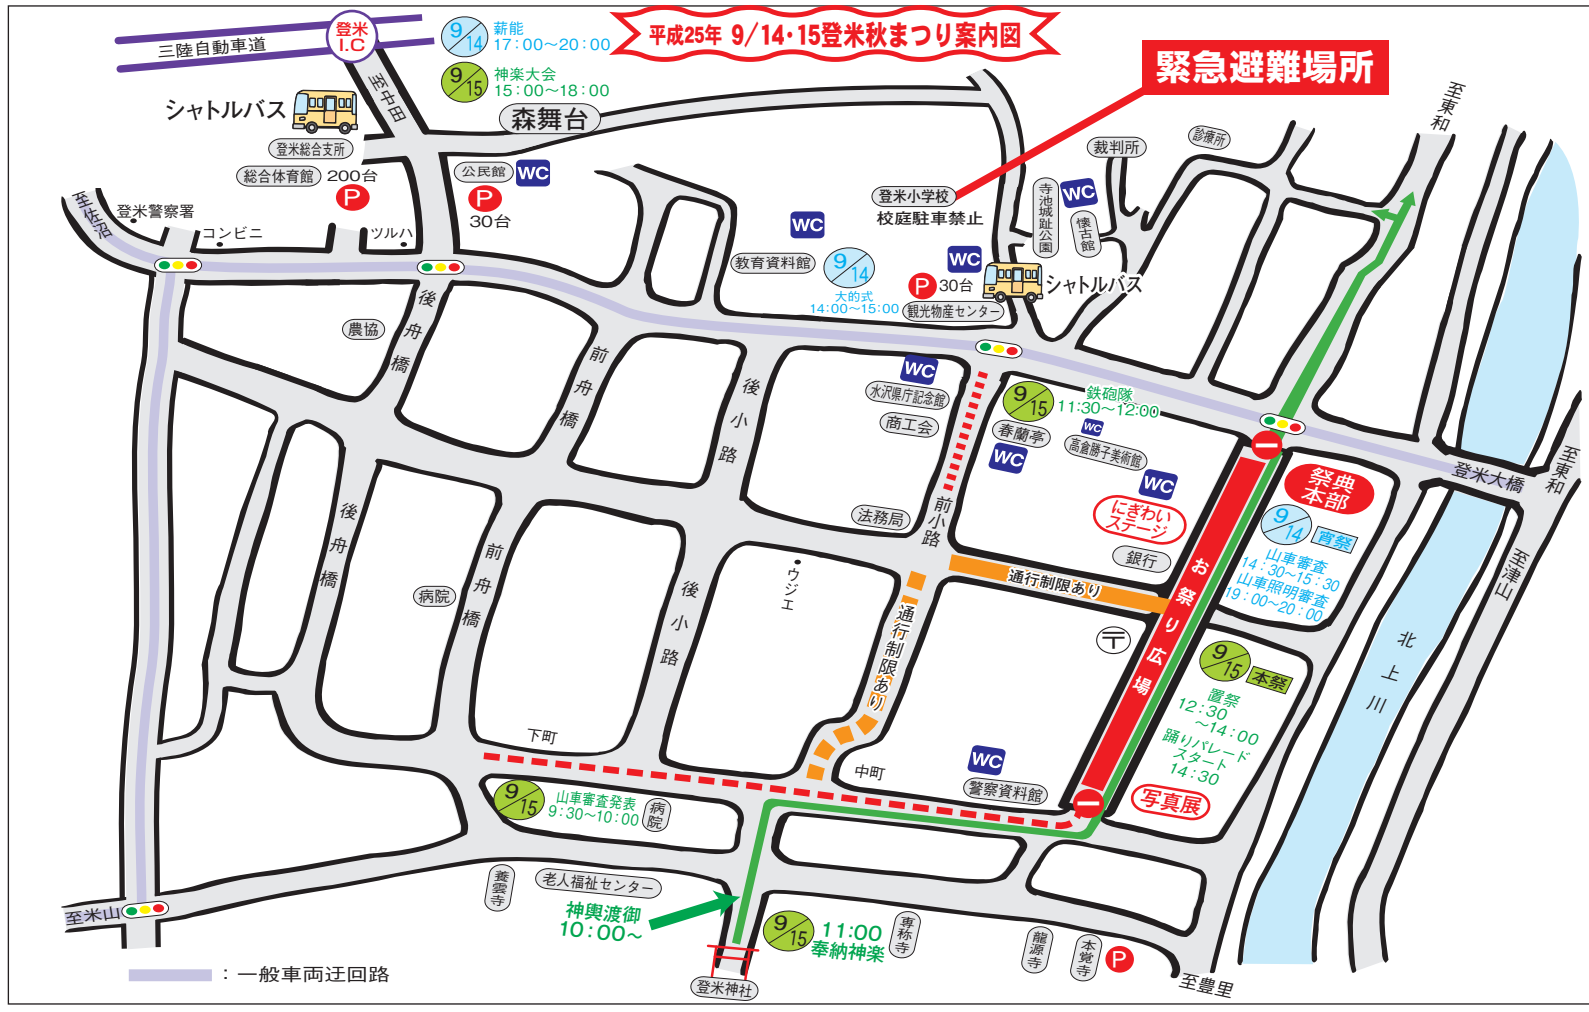 平成25年 9/14・15登米秋まつり案内図
緊急避難場所
登米
I.C
三陸自動車道
至中田
9/14
薪能
17:00～20:00
9/15
神楽大会
15:00～18:00
森舞台
シャトルバス
登米総合支所
総合体育館
200台
P
公民館
WC
P
30台
至佐沼
登米警察署
コンビニ
ツルハ
農協
WC
教育資料館
9/14
大的式
14:00～15:00
登米小学校
校庭駐車禁止
WC
P
30台
観光物産センター
シャトルバス
寺池城趾公園
WC
懐古館
裁判所
診療所
至東和
後舟橋
前舟橋
後小路
WC
水沢県庁記念館
商工会
法務局
前小路
9/15
鉄砲隊
11:30～12:00
春蘭亭
WC
WC
高倉勝子美術館
WC
にぎわい
ステージ
銀行
祭典
本部
9/14
宵祭
山車審査
14:30～15:30
山車照明審査
19:00～20:00
登米大橋
至東和
至津山
北上川
後舟橋
前舟橋
病院
後小路
ウジエ
通行制限あり
通行制限あり
〒
お祭り広場
9/15
本祭
置祭
12:30
～14:00
踊りパレード
スタート
14:30
写真展
下町
中町
WC
警察資料館
9/15
山車審査発表
9:30～10:00
病院
養雲寺
老人福祉センター
神輿渡御
10:00～
9/15
11:00
奉納神楽
専称寺
龍源寺
本覚寺
P
至豊里
至米山
登米神社
：一般車両迂回路